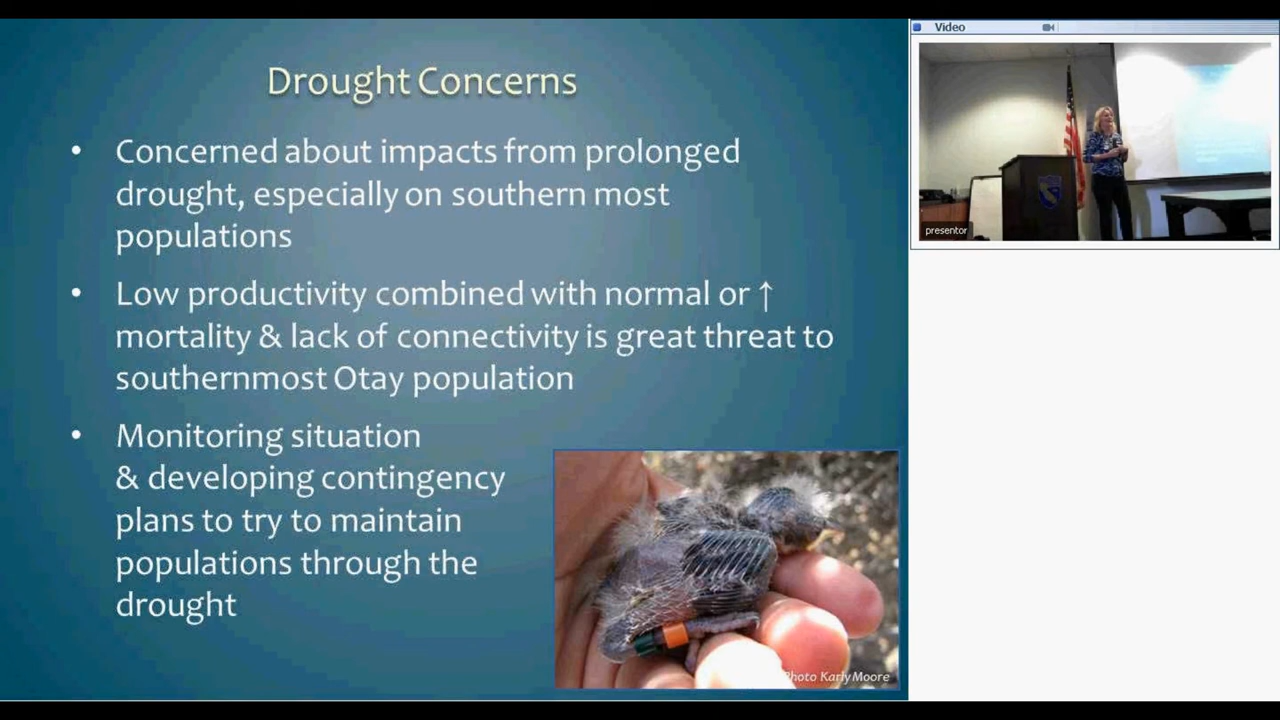 Drought Concerns
• Concerned about impacts from prolonged
drought, especially on southern most
populations
• Low productivity combined with normal or ↑
mortality & lack of connectivity is great threat to
southernmost Otay population
• Monitoring situation
& developing contingency
plans to try to maintain
populations through the
drought
Photo Karly Moore
Video
presentor